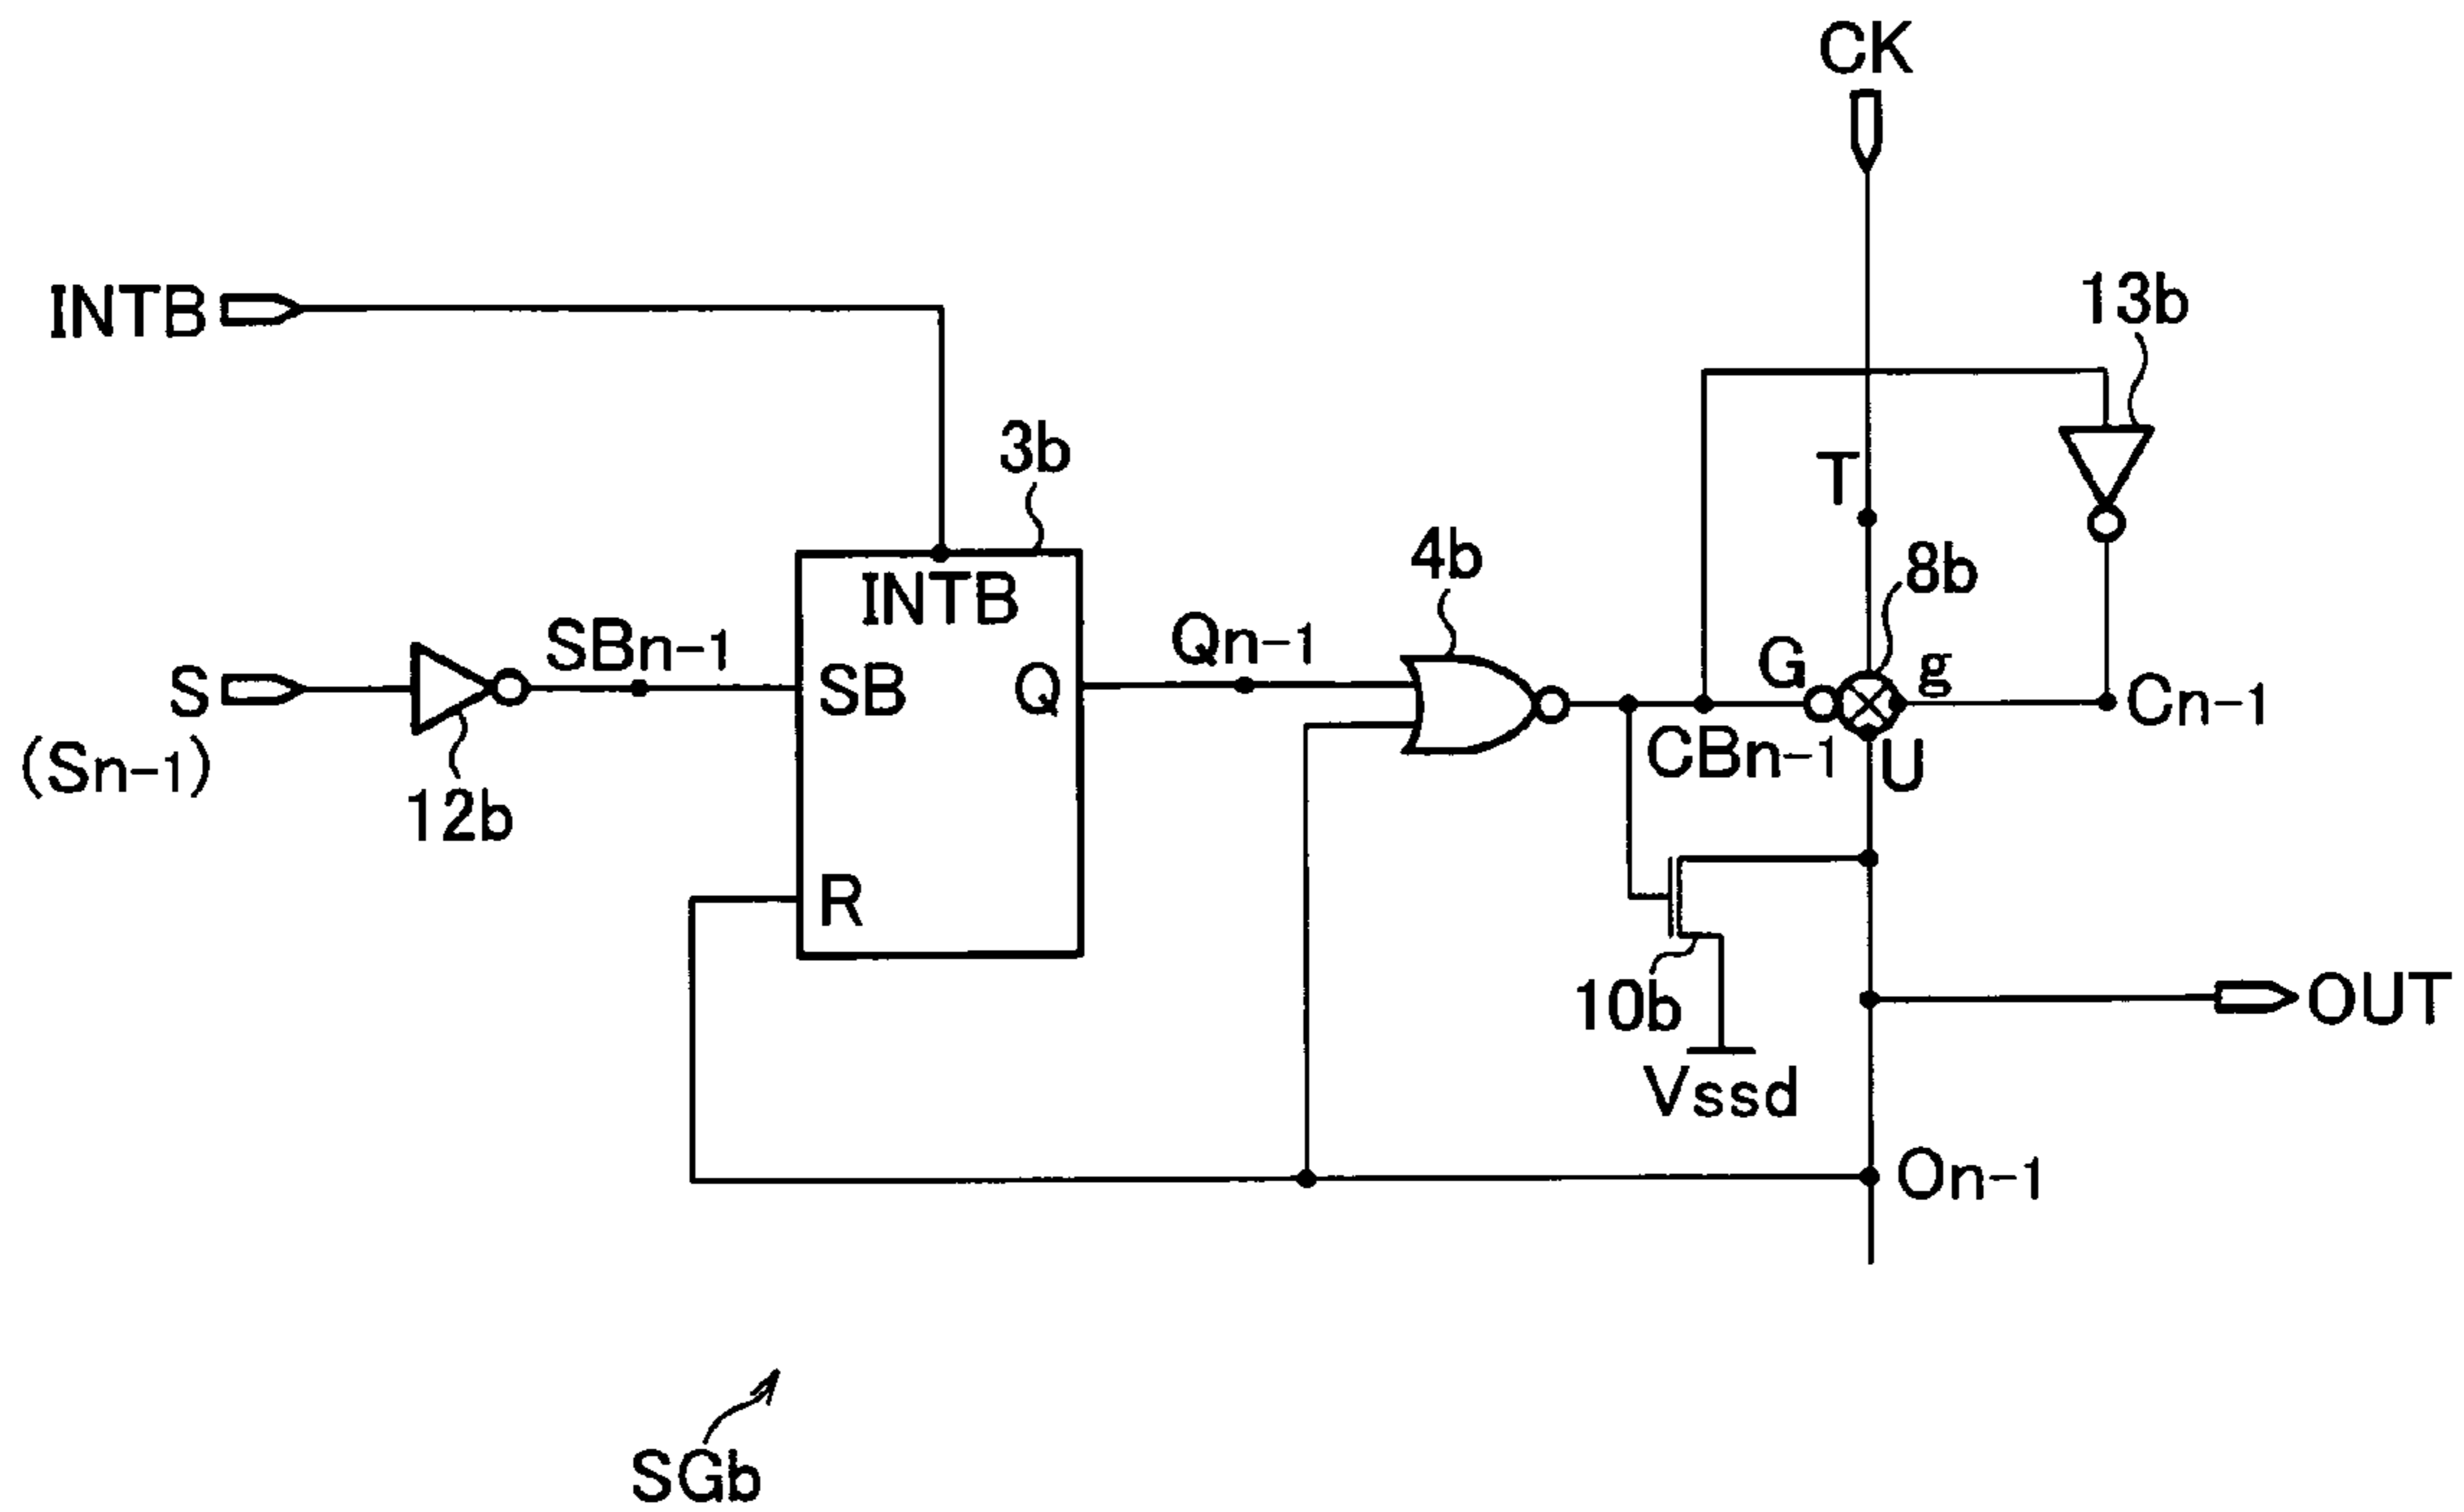 CK
INTB
13b
3b
T
4b
8b
INTB
SBn-1
Qn-1
G
g
S
SB
Q
Cn-1
(Sn-1)
CBn-1
U
12b
R
10b
OUT
Vssd
On-1
SGb